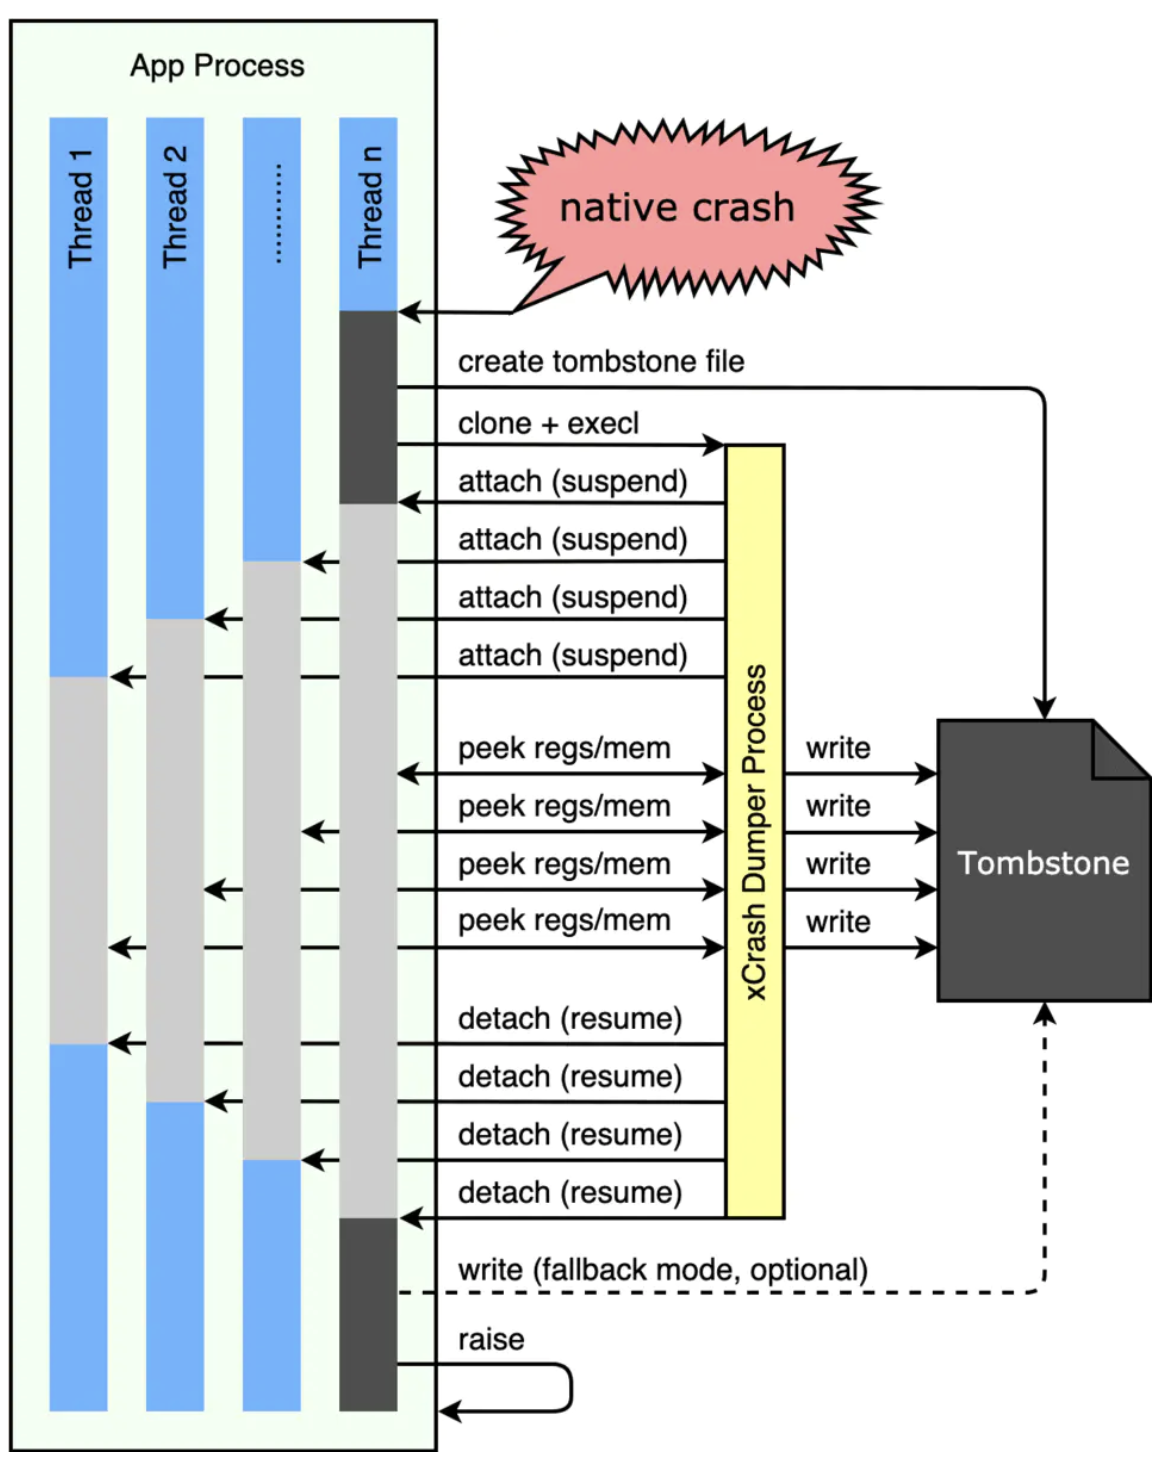 App Process
Thread 1
Thread 2
...........
Thread n
native crash
create tombstone file
clone + execl
attach (suspend)
attach (suspend)
attach (suspend)
attach (suspend)
peek regs/mem
write
peek regs/mem
write
peek regs/mem
write
peek regs/mem
write
xCrash Dumper Process
Tombstone
detach (resume)
detach (resume)
detach (resume)
detach (resume)
write (fallback mode, optional)
raise